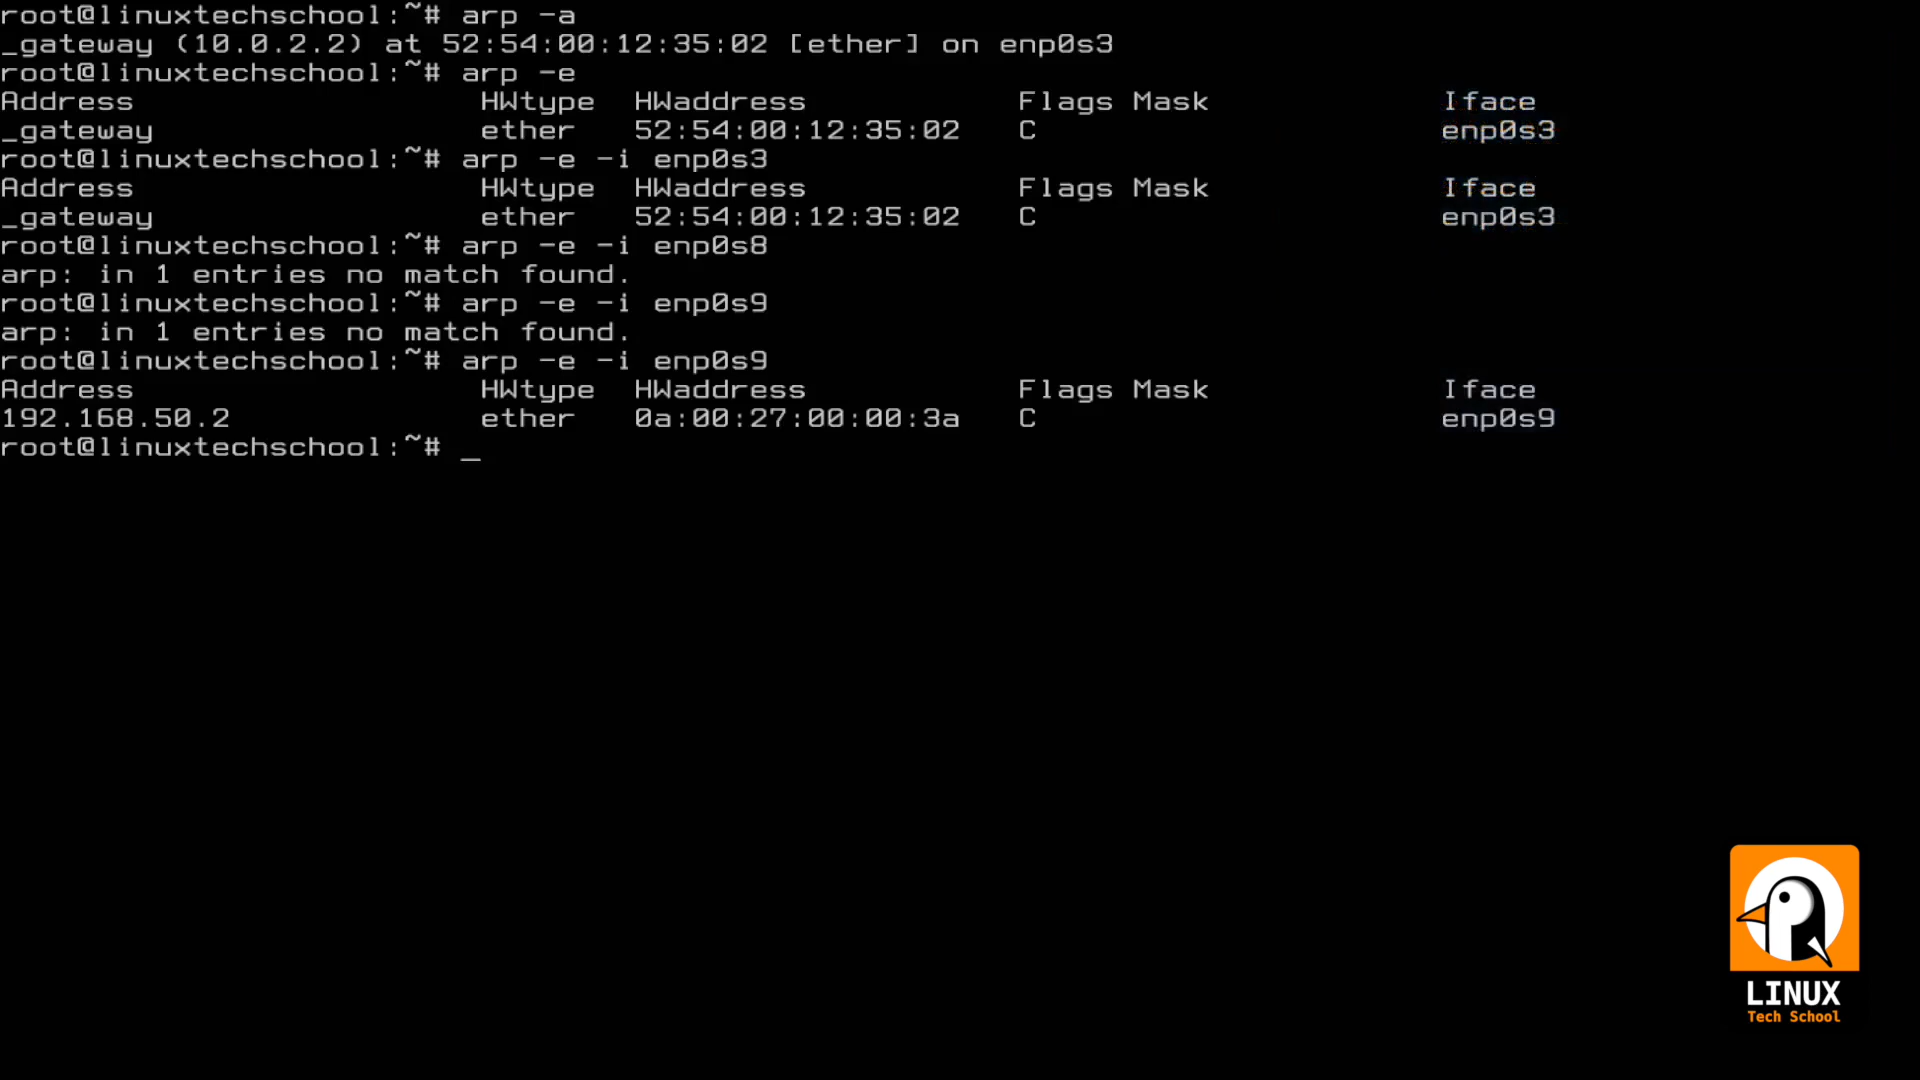 root@linuxtechschool:~# arp -a
_gateway (10.0.2.2) at 52:54:00:12:35:02 [ether] on enp0s3
root@linuxtechschool:~# arp -e
Address HWtype HWaddress Flags Mask Iface
_gateway ether 52:54:00:12:35:02 C enp0s3
root@linuxtechschool:~# arp -e -i enp0s3
Address HWtype HWaddress Flags Mask Iface
_gateway ether 52:54:00:12:35:02 C enp0s3
root@linuxtechschool:~# arp -e -i enp0s8
arp: in 1 entries no match found.
root@linuxtechschool:~# arp -e -i enp0s9
arp: in 1 entries no match found.
root@linuxtechschool:~# arp -e -i enp0s9
Address HWtype HWaddress Flags Mask Iface
192.168.50.2 ether 0a:00:27:00:00:3a C enp0s9
root@linuxtechschool:~# _
LINUX
Tech School